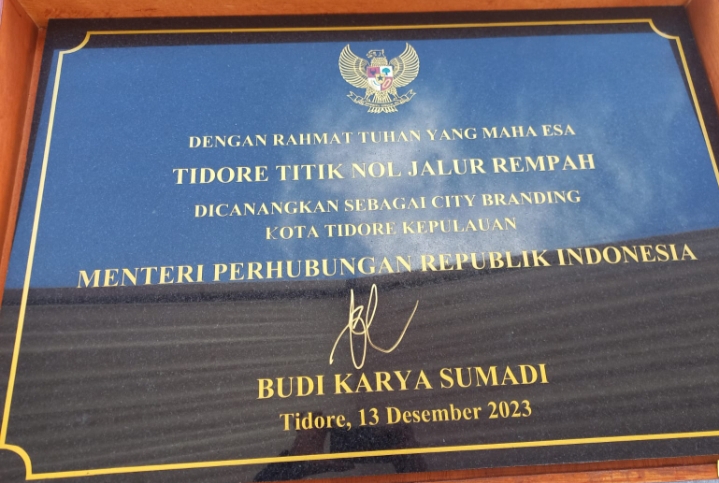 DENGAN RAHMAT TUHAN YANG MAHA ESA
TIDORE TITIK NOL JALUR REMPAH
DICANANGKAN SEBAGAI CITY BRANDING
KOTA TIDORE KEPULAUAN
MENTERI PERHUBUNGAN REPUBLIK INDONESIA
BUDI KARYA SUMADI
Tidore, 13 Desember 2023